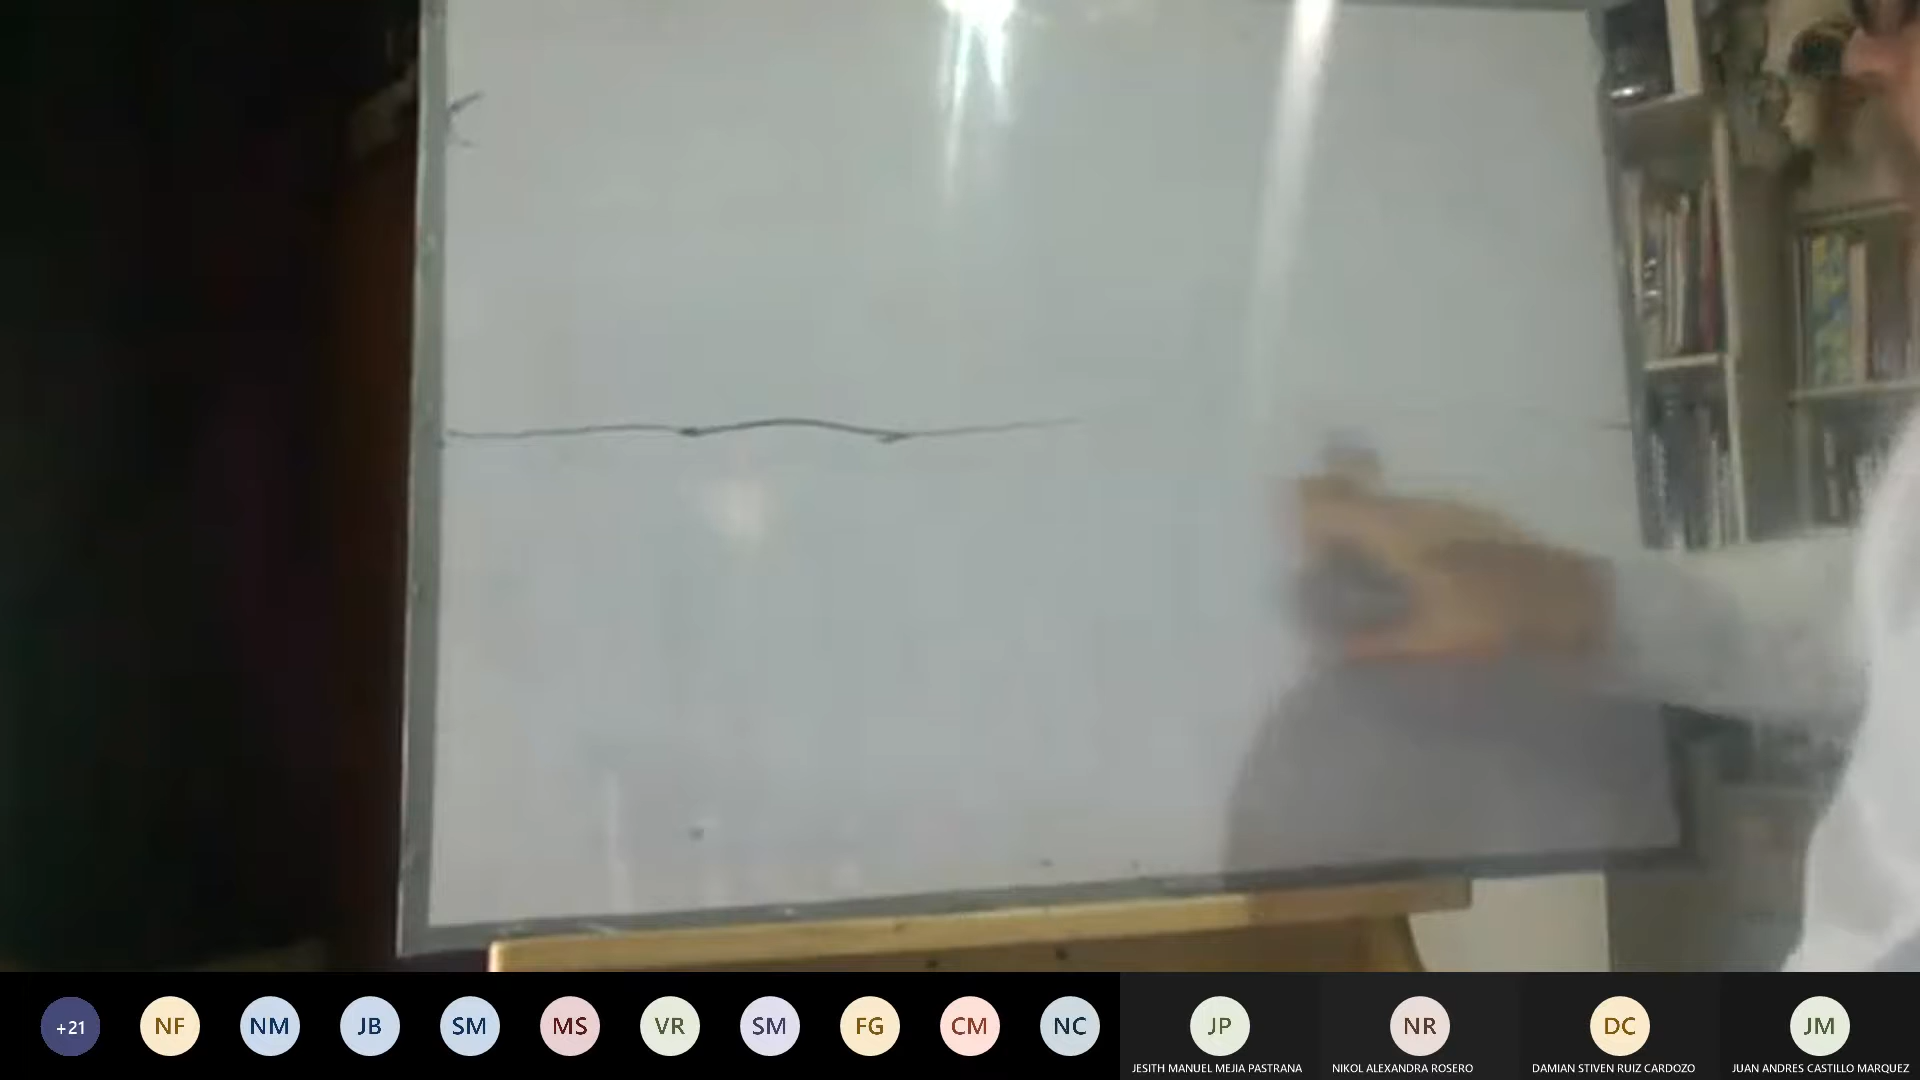 +21 NF NM JB SM MS VR SM FG CM NC JP NR DC JM
JESITH MANUEL MEJIA PASTRANA NIKOL ALEXANDRA ROSERO DAMIAN STIVEN RUIZ CARDOZO JUAN ANDRES CASTILLO MARQUEZ